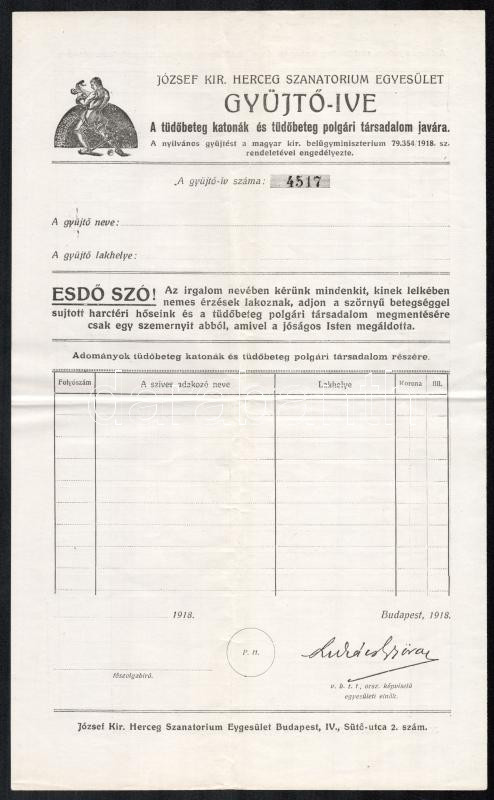 JÓZSEF KIR. HERCEG SZANATORIUM EGYESÜLET
GYÜJTŐ-IVE
A tüdőbeteg katonák és tüdőbeteg polgári társadalom javára.
A nyilvános gyüjtést a magyar kir. belügyminiszterium 79.354/1918. sz.
rendeletével engedélyezte.
A gyüjtő-iv száma: 4517
A gyüjtő neve:
A gyüjtő lakhelye:
ESDŐ SZÓ! Az irgalom nevében kérünk mindenkit, kinek lelkében
nemes érzések lakoznak, adjon a szörnyű betegséggel
sujtott harctéri hőseink és a tüdőbeteg polgári társadalom megmentésére
csak egy szemernyit abból, amivel a jóságos Isten megáldotta.
Adományok tüdőbeteg katonák és tüdőbeteg polgári társadalom részére.
Folyószám A szives adakozó neve Lakhelye Korona fill.
darabanth
1918. Budapest, 1918.
P. H.
Lukács György
főszolgabiró.
v. b. t. t., orsz. képviselő
egyesületi elnök.
József Kir. Herceg Szanatorium Eygesület Budapest, IV., Sütő-utca 2. szám.